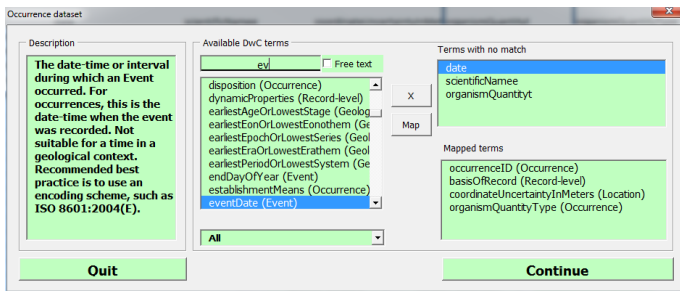 Occurrence dataset
Description
The date-time or interval
during which an Event
occurred. For
occurrences, this is the
date-time when the event
was recorded. Not
suitable for a time in a
geological context.
Recommended best
practice is to use an
encoding scheme, such as
ISO 8601:2004(E).
Available DwC terms
ev
Free text
disposition (Occurrence)
dynamicProperties (Record-level)
earliestAgeOrLowestStage (Geolog
earliestEonOrLowestEonothem (Ge
earliestEpochOrLowestSeries (Geol
earliestEraOrLowestErathem (Geol
earliestPeriodOrLowestSystem (Ge
endDayOfYear (Event)
establishmentMeans (Occurrence)
eventDate (Event)
All
X
Map
Terms with no match
date
scientificNamee
organismQuantityt
Mapped terms
occurrenceID (Occurrence)
basisOfRecord (Record-level)
coordinateUncertaintyInMeters (Location)
organismQuantityType (Occurrence)
Quit
Continue